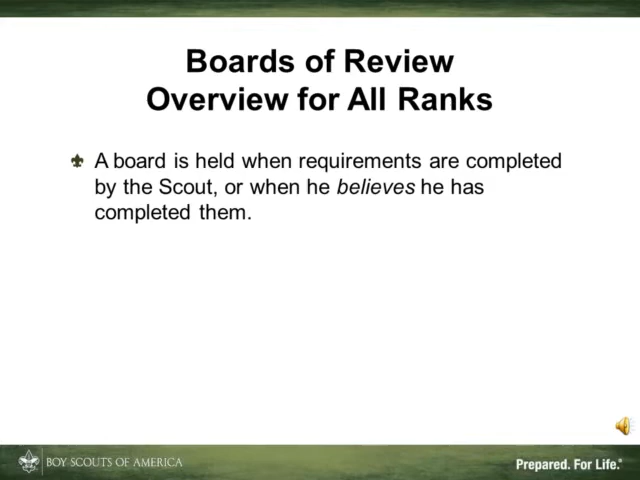 Boards of Review
Overview for All Ranks
A board is held when requirements are completed
by the Scout, or when he believes he has
completed them.
BOY SCOUTS OF AMERICA
Prepared. For Life.®